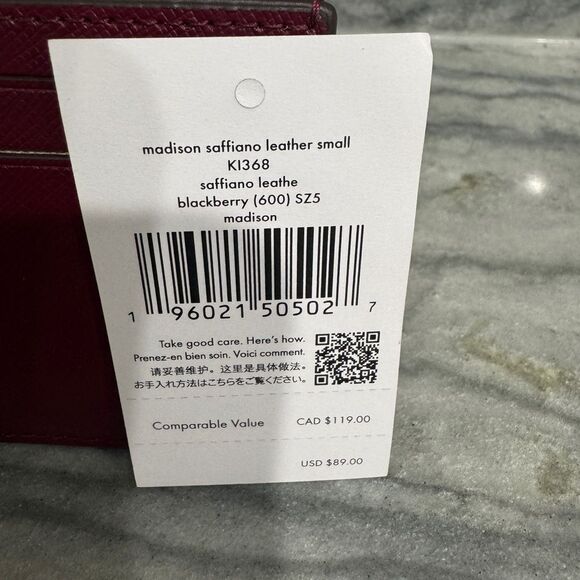 madison saffiano leather small
KI368
saffiano leathe
blackberry (600) SZ5
madison
1 96021 50502 7
Take good care. Here's how.
Prenez-en bien soin. Voici comment.
请妥善维护。这里是具体做法。
お手入れ方法はこちらをご覧ください。
Comparable Value CAD $119.00
USD $89.00